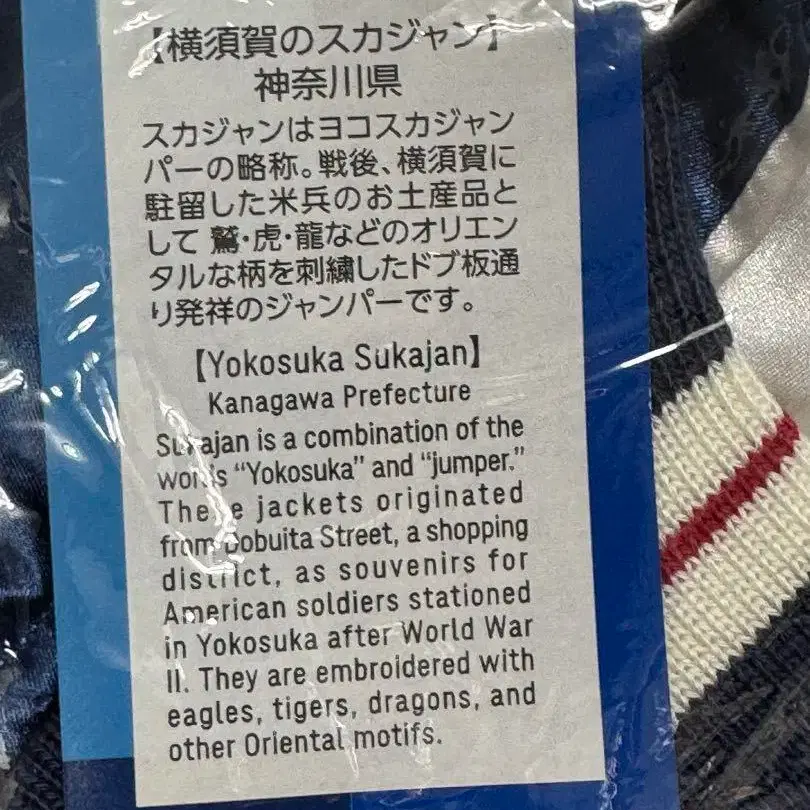 【横須賀のスカジャン】
神奈川県
スカジャンはヨコスカジャン
パーの略称。戦後、横須賀に
駐留した米兵のお土産品と
して 鷲・虎・龍などのオリエン
タルな柄を刺繍したドブ板通
り発祥のジャンパーです。
【Yokosuka Sukajan】
Kanagawa Prefecture
Sukajan is a combination of the
words “Yokosuka” and “jumper.”
These jackets originated
from Dobuita Street, a shopping
district, as souvenirs for
American soldiers stationed
in Yokosuka after World War
II. They are embroidered with
eagles, tigers, dragons, and
other Oriental motifs.